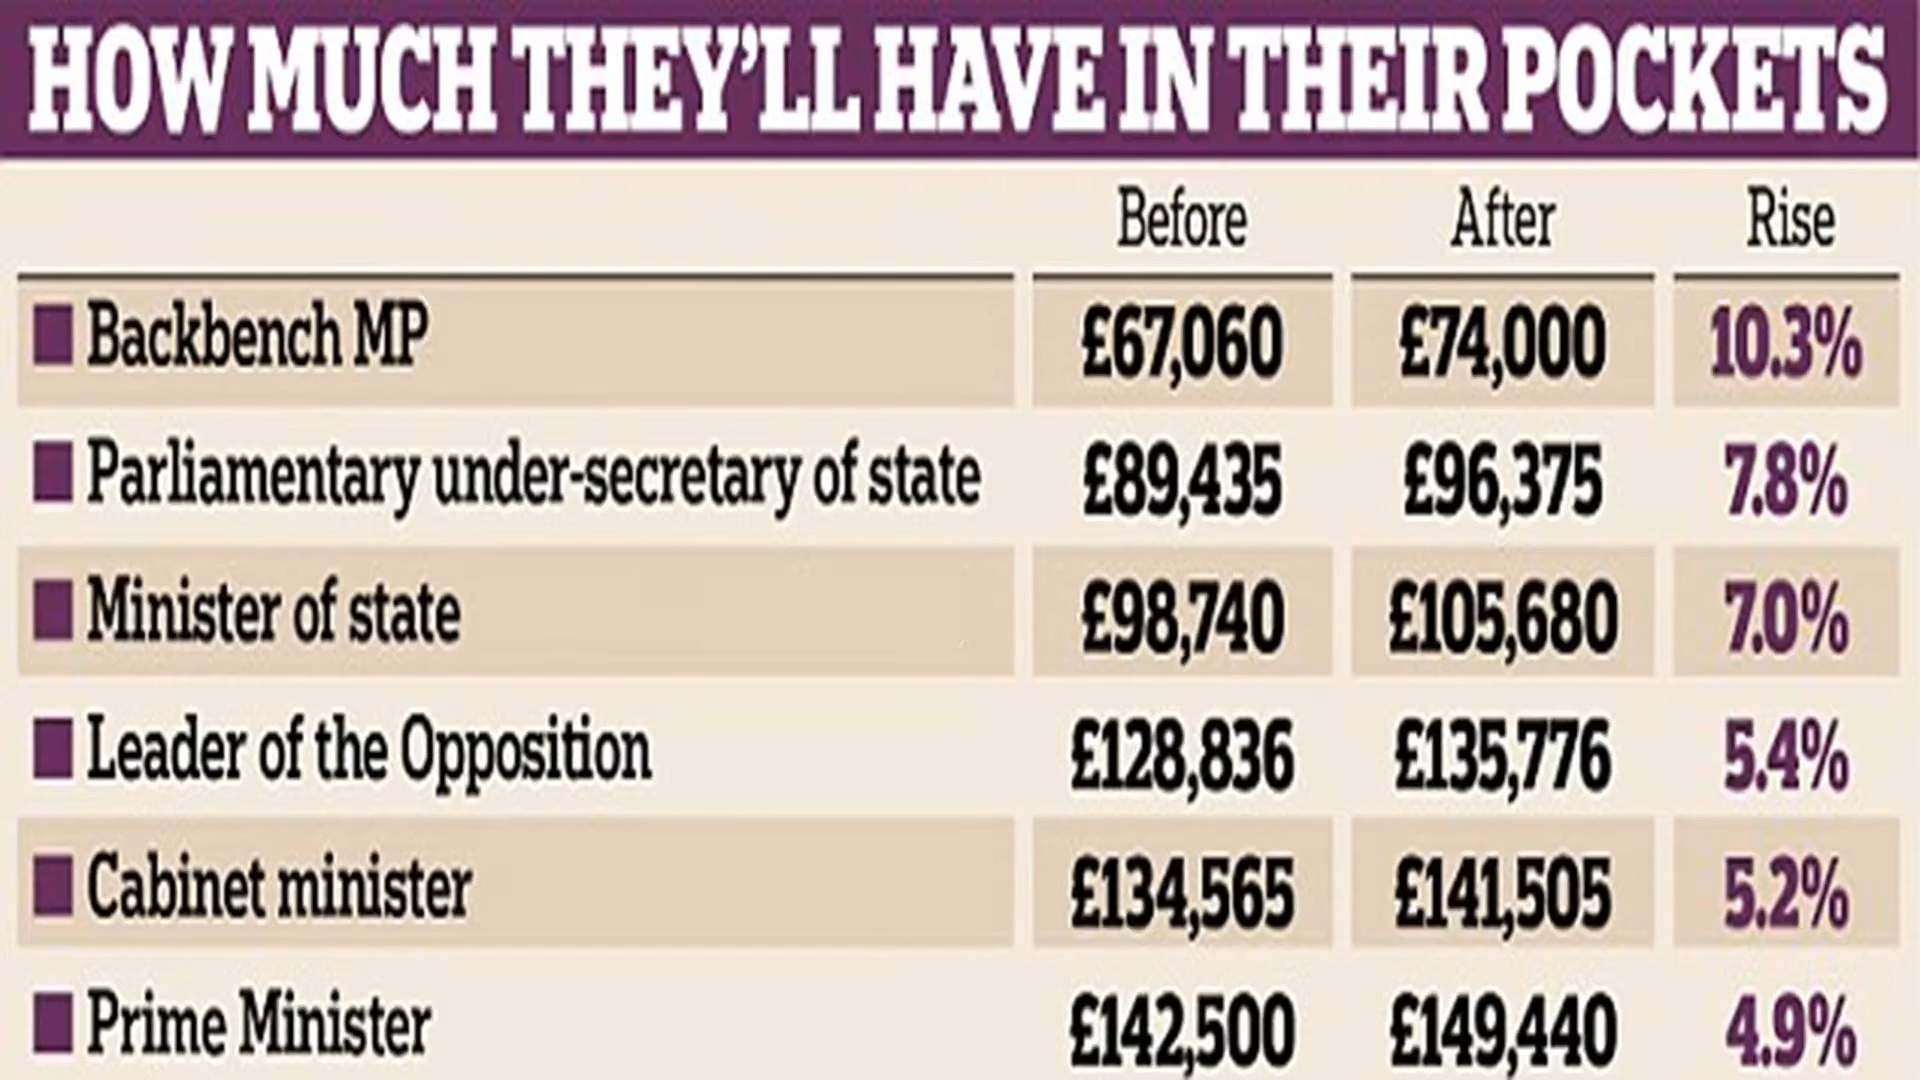 HOW MUCH THEY'LL HAVE IN THEIR POCKETS
Before After Rise
Backbench MP £67,060 £74,000 10.3%
Parliamentary under-secretary of state £89,435 £96,375 7.8%
Minister of state £98,740 £105,680 7.0%
Leader of the Opposition £128,836 £135,776 5.4%
Cabinet minister £134,565 £141,505 5.2%
Prime Minister £142,500 £149,440 4.9%